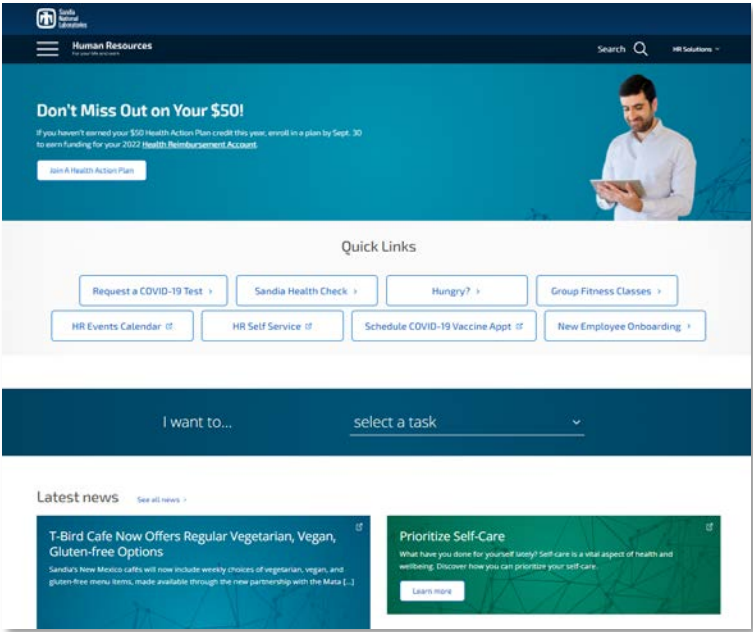 Sandia
National
Laboratories
Human Resources
For your life and work
Search
HR Solutions
Don't Miss Out on Your $50!
If you haven't earned your $50 Health Action Plan credit this year, enroll in a plan by Sept. 30
to earn funding for your 2022 Health Reimbursement Account.
Join A Health Action Plan
Quick Links
Request a COVID-19 Test
Sandia Health Check
Hungry?
Group Fitness Classes
HR Events Calendar
HR Self Service
Schedule COVID-19 Vaccine Appt
New Employee Onboarding
I want to...
select a task
Latest news
See all news
T-Bird Cafe Now Offers Regular Vegetarian, Vegan,
Gluten-free Options
Sandia's New Mexico cafés will now include weekly choices of vegetarian, vegan, and
gluten-free menu items, made available through the new partnership with the Mata [...]
Prioritize Self-Care
What have you done for yourself lately? Self-care is a vital aspect of health and
wellbeing. Discover how you can prioritize your self-care.
Learn more